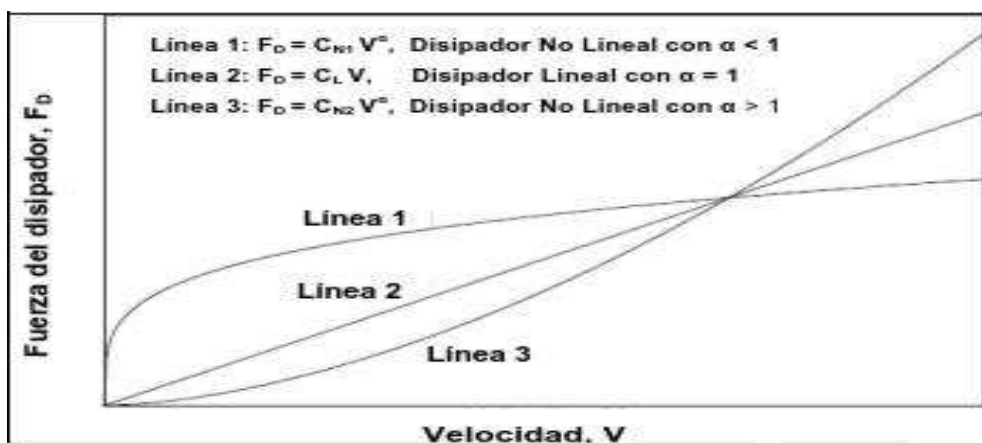 Línea 1: F_D = C_N1 V^α, Disipador No Lineal con α < 1
Línea 2: F_D = C_L V, Disipador Lineal con α = 1
Línea 3: F_D = C_N2 V^α, Disipador No Lineal con α > 1
Fuerza del disipador, F_D
Línea 1
Línea 2
Línea 3
Velocidad, V